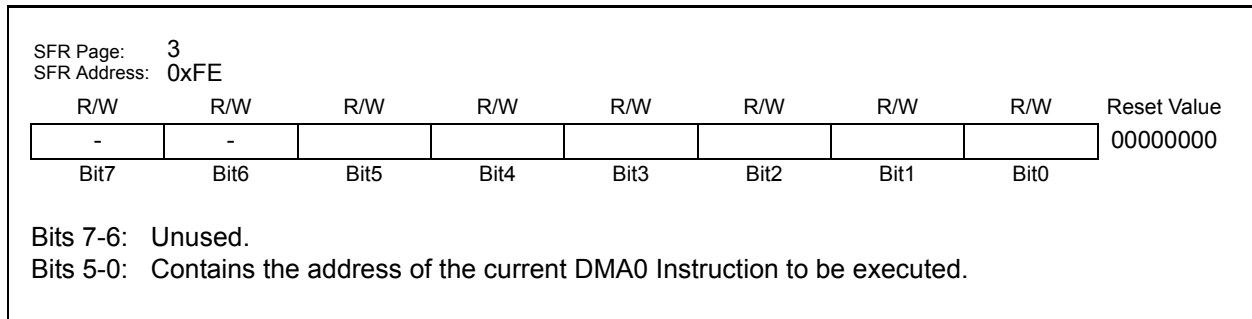 SFR Page: 3
SFR Address: 0xFE
R/W R/W R/W R/W R/W R/W R/W R/W Reset Value
- - 00000000
Bit7 Bit6 Bit5 Bit4 Bit3 Bit2 Bit1 Bit0
Bits 7-6: Unused.
Bits 5-0: Contains the address of the current DMA0 Instruction to be executed.